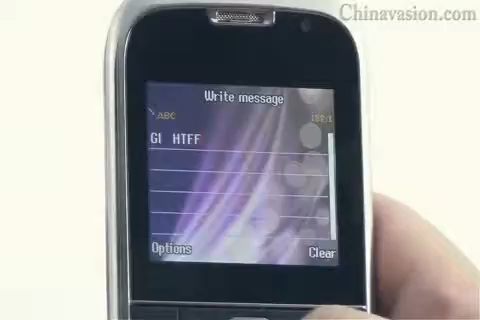 Chinavasion.com
Write message
ABC
GI HTFF
Options
Clear